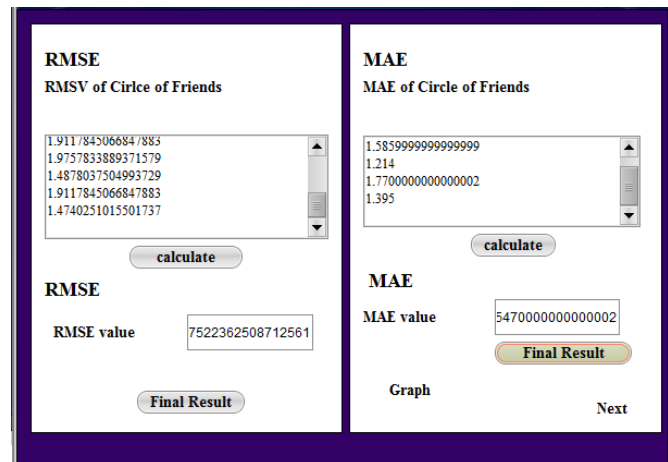 RMSE
RMSV of Cirlce of Friends
1.9117845066847883
1.9757833889371579
1.4878037504993729
1.9117845066847883
1.4740251015501737
calculate
RMSE
RMSE value
7522362508712561
Final Result
MAE
MAE of Circle of Friends
1.5859999999999999
1.214
1.7700000000000002
1.395
calculate
MAE
MAE value
5470000000000002
Final Result
Graph
Next